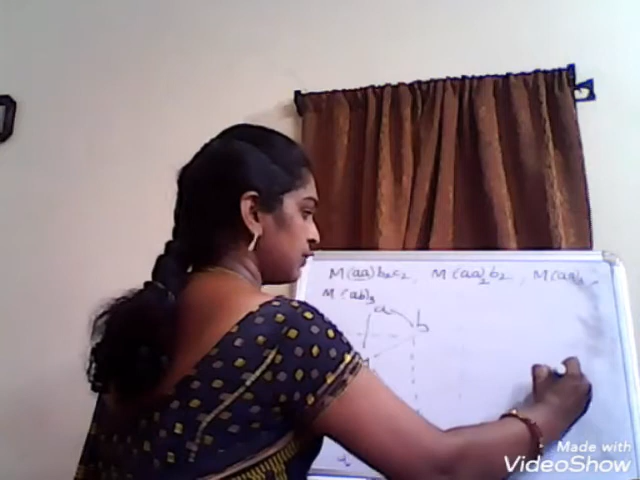 M(aa)b₂c₂, M(aa)₂b₂, M(aa)₃,
M(ab)₃
a
b
Made with
VideoShow